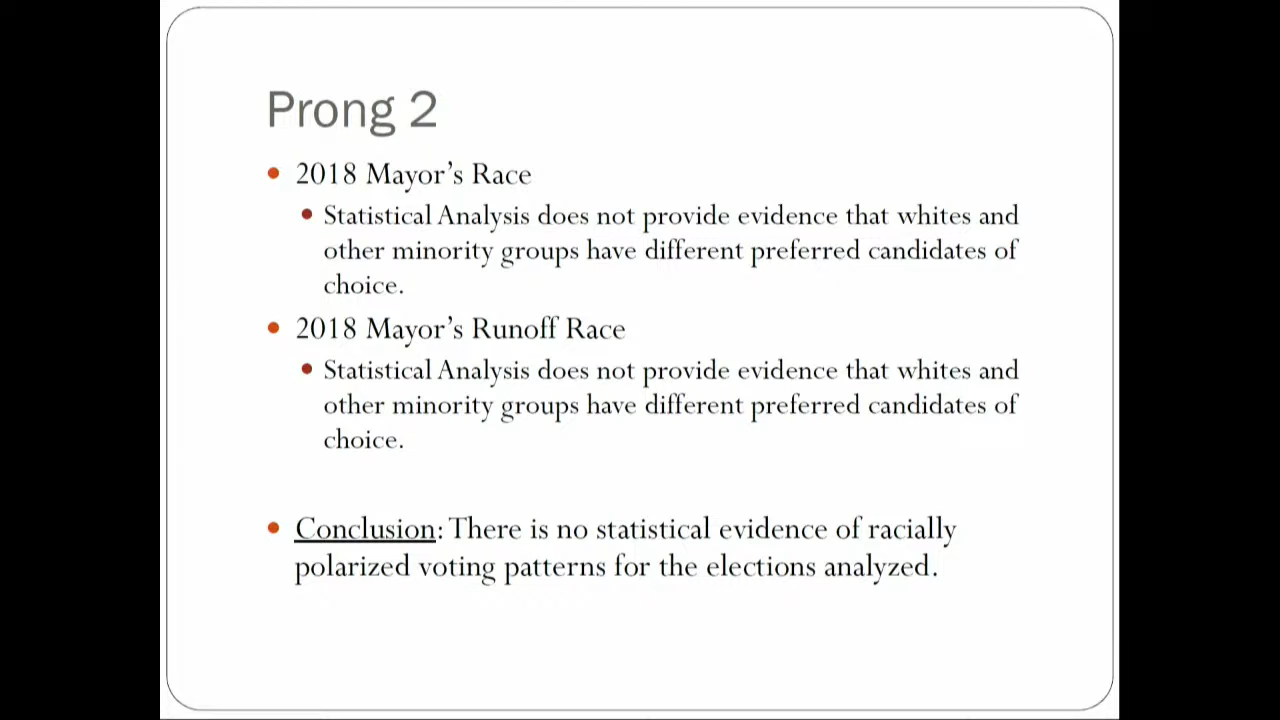 Prong 2
• 2018 Mayor's Race
• Statistical Analysis does not provide evidence that whites and
other minority groups have different preferred candidates of
choice.
• 2018 Mayor's Runoff Race
• Statistical Analysis does not provide evidence that whites and
other minority groups have different preferred candidates of
choice.
• Conclusion: There is no statistical evidence of racially
polarized voting patterns for the elections analyzed.